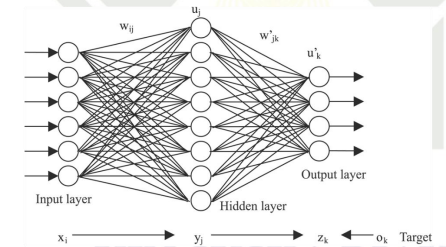 u_j
w_ij
w'_jk
u'_k
Input layer
Hidden layer
Output layer
x_i y_j z_k o_k Target